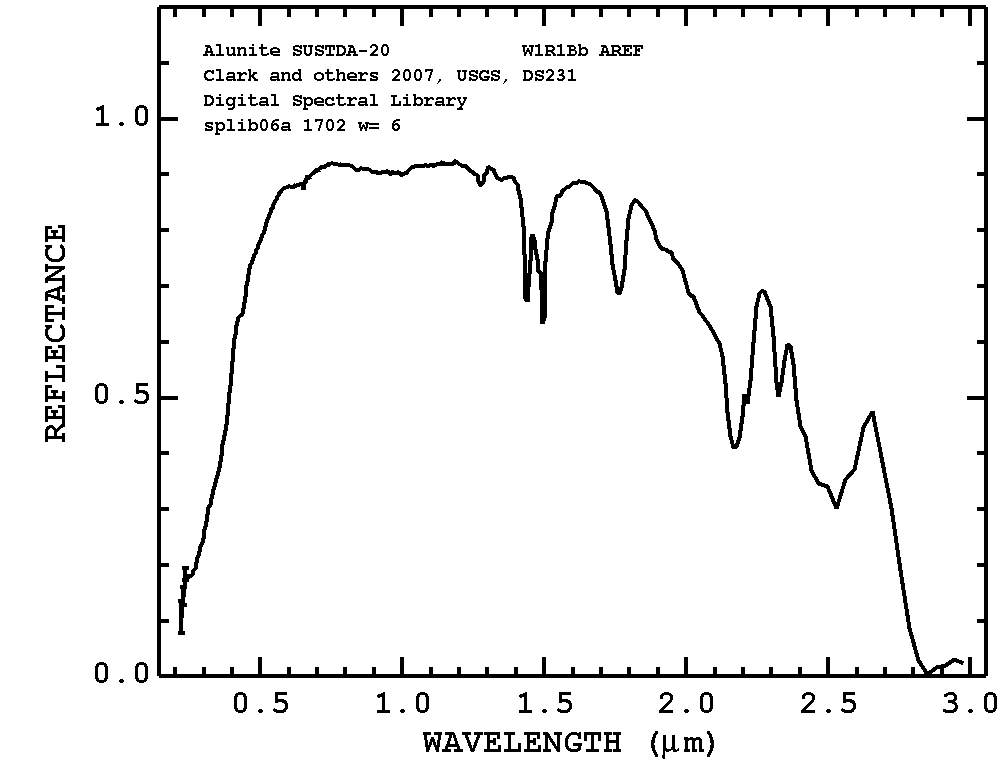 Alunite SUSTDA-20 W1R1Bb AREF
Clark and others 2007, USGS, DS231
Digital Spectral Library
splib06a 1702 w= 6
REFLECTANCE
1.0
0.5
0.0
0.5 1.0 1.5 2.0 2.5 3.0
WAVELENGTH (μm)